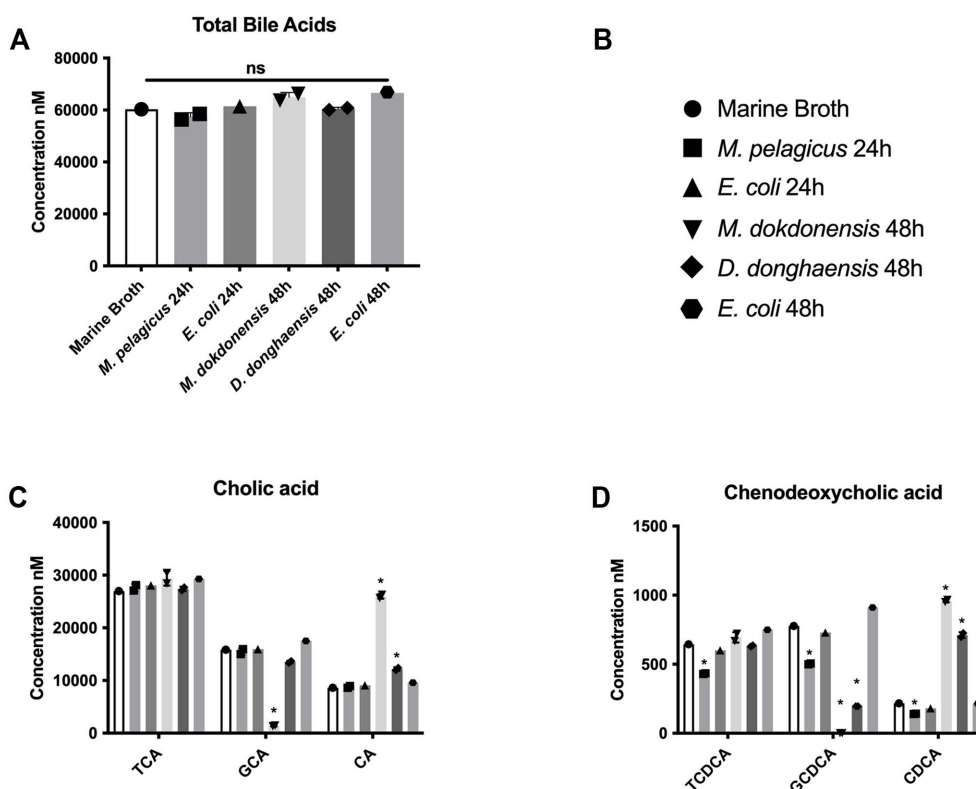 A
Total Bile Acids
Concentration nM
80000
60000
40000
20000
0
ns
Marine Broth
M. pelagicus 24h
E. coli 24h
M. dokdonensis 48h
D. donghaensis 48h
E. coli 48h
B
Marine Broth
M. pelagicus 24h
E. coli 24h
M. dokdonensis 48h
D. donghaensis 48h
E. coli 48h
C
Cholic acid
Concentration nM
40000
30000
20000
10000
0
*
*
*
TCA
GCA
CA
D
Chenodeoxycholic acid
Concentration nM
1500
1000
500
0
*
*
*
*
*
*
*
TCDCA
GCDCA
CDCA